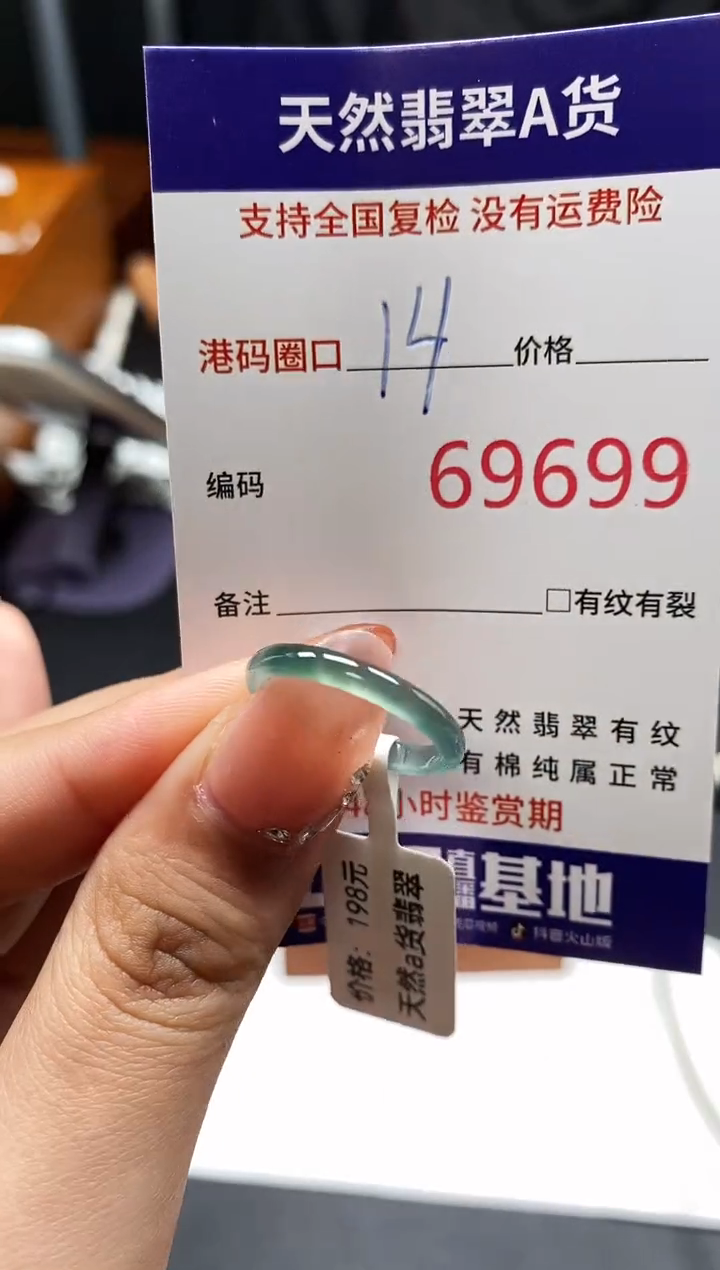 天然翡翠A货
支持全国复检 没有运费险
港码圈口 14 价格
编码 69699
备注 □有纹有裂
天然翡翠有纹
有棉纯属正常
48小时鉴赏期
基地
抖音火山版
价格：198元
天然a货翡翠